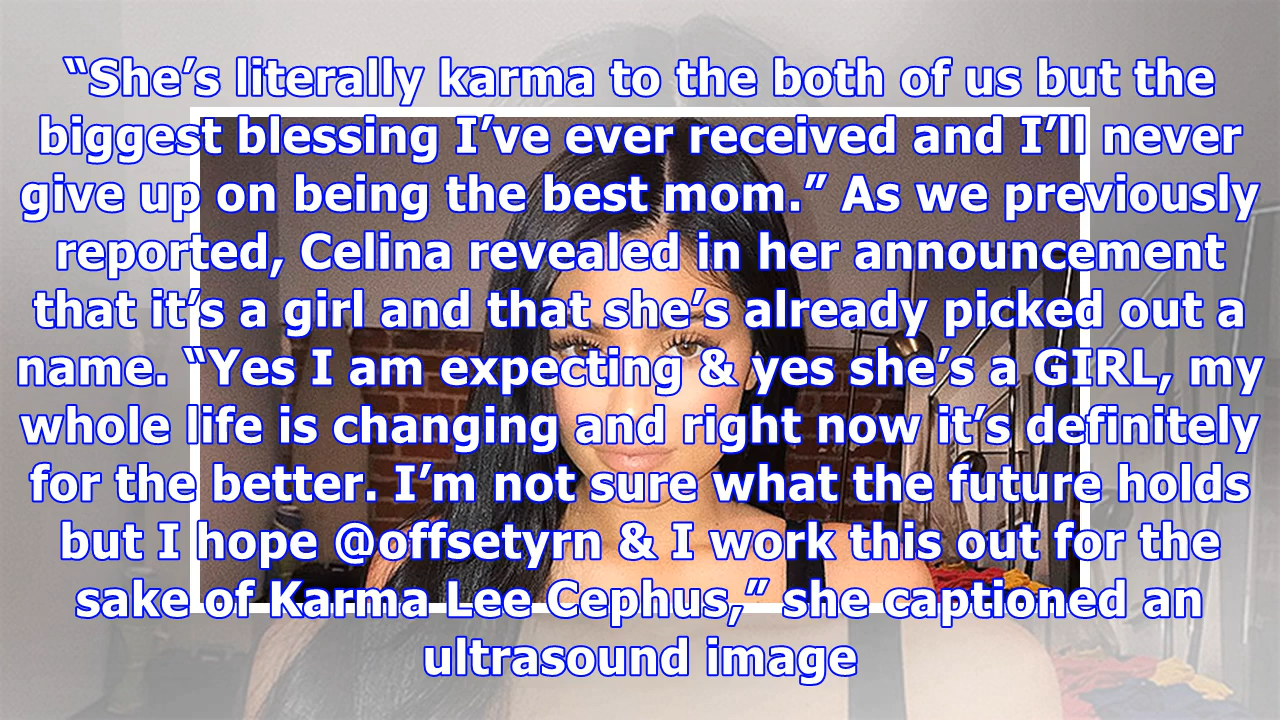 “She’s literally karma to the both of us but the
biggest blessing I’ve ever received and I’ll never
give up on being the best mom.” As we previously
reported, Celina revealed in her announcement
that it’s a girl and that she’s already picked out a
name. “Yes I am expecting & yes she’s a GIRL, my
whole life is changing and right now it’s definitely
for the better. I’m not sure what the future holds
but I hope @offsetyrn & I work this out for the
sake of Karma Lee Cephus,” she captioned an
ultrasound image